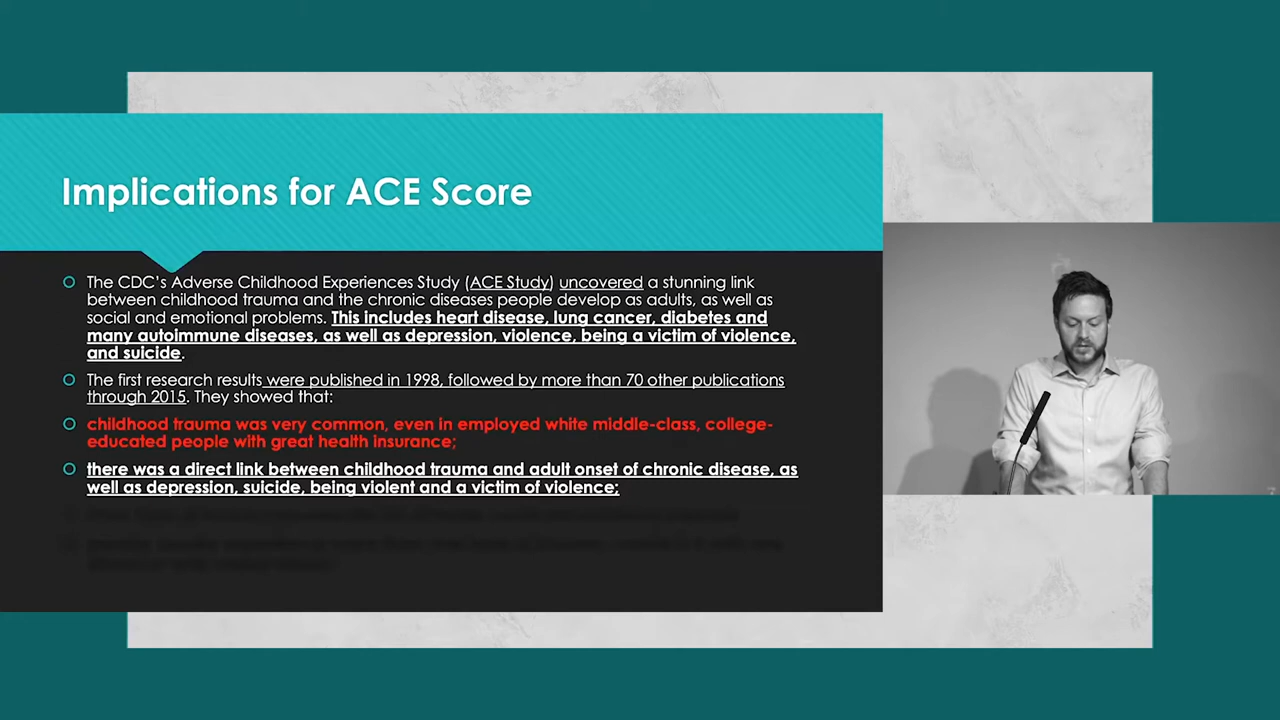 Implications for ACE Score
The CDC's Adverse Childhood Experiences Study (ACE Study) uncovered a stunning link
between childhood trauma and the chronic diseases people develop as adults, as well as
social and emotional problems. This includes heart disease, lung cancer, diabetes and
many autoimmune diseases, as well as depression, violence, being a victim of violence,
and suicide.
The first research results were published in 1998, followed by more than 70 other publications
through 2015. They showed that:
childhood trauma was very common, even in employed white middle-class, college-
educated people with great health insurance;
there was a direct link between childhood trauma and adult onset of chronic disease, as
well as depression, suicide, being violent and a victim of violence;